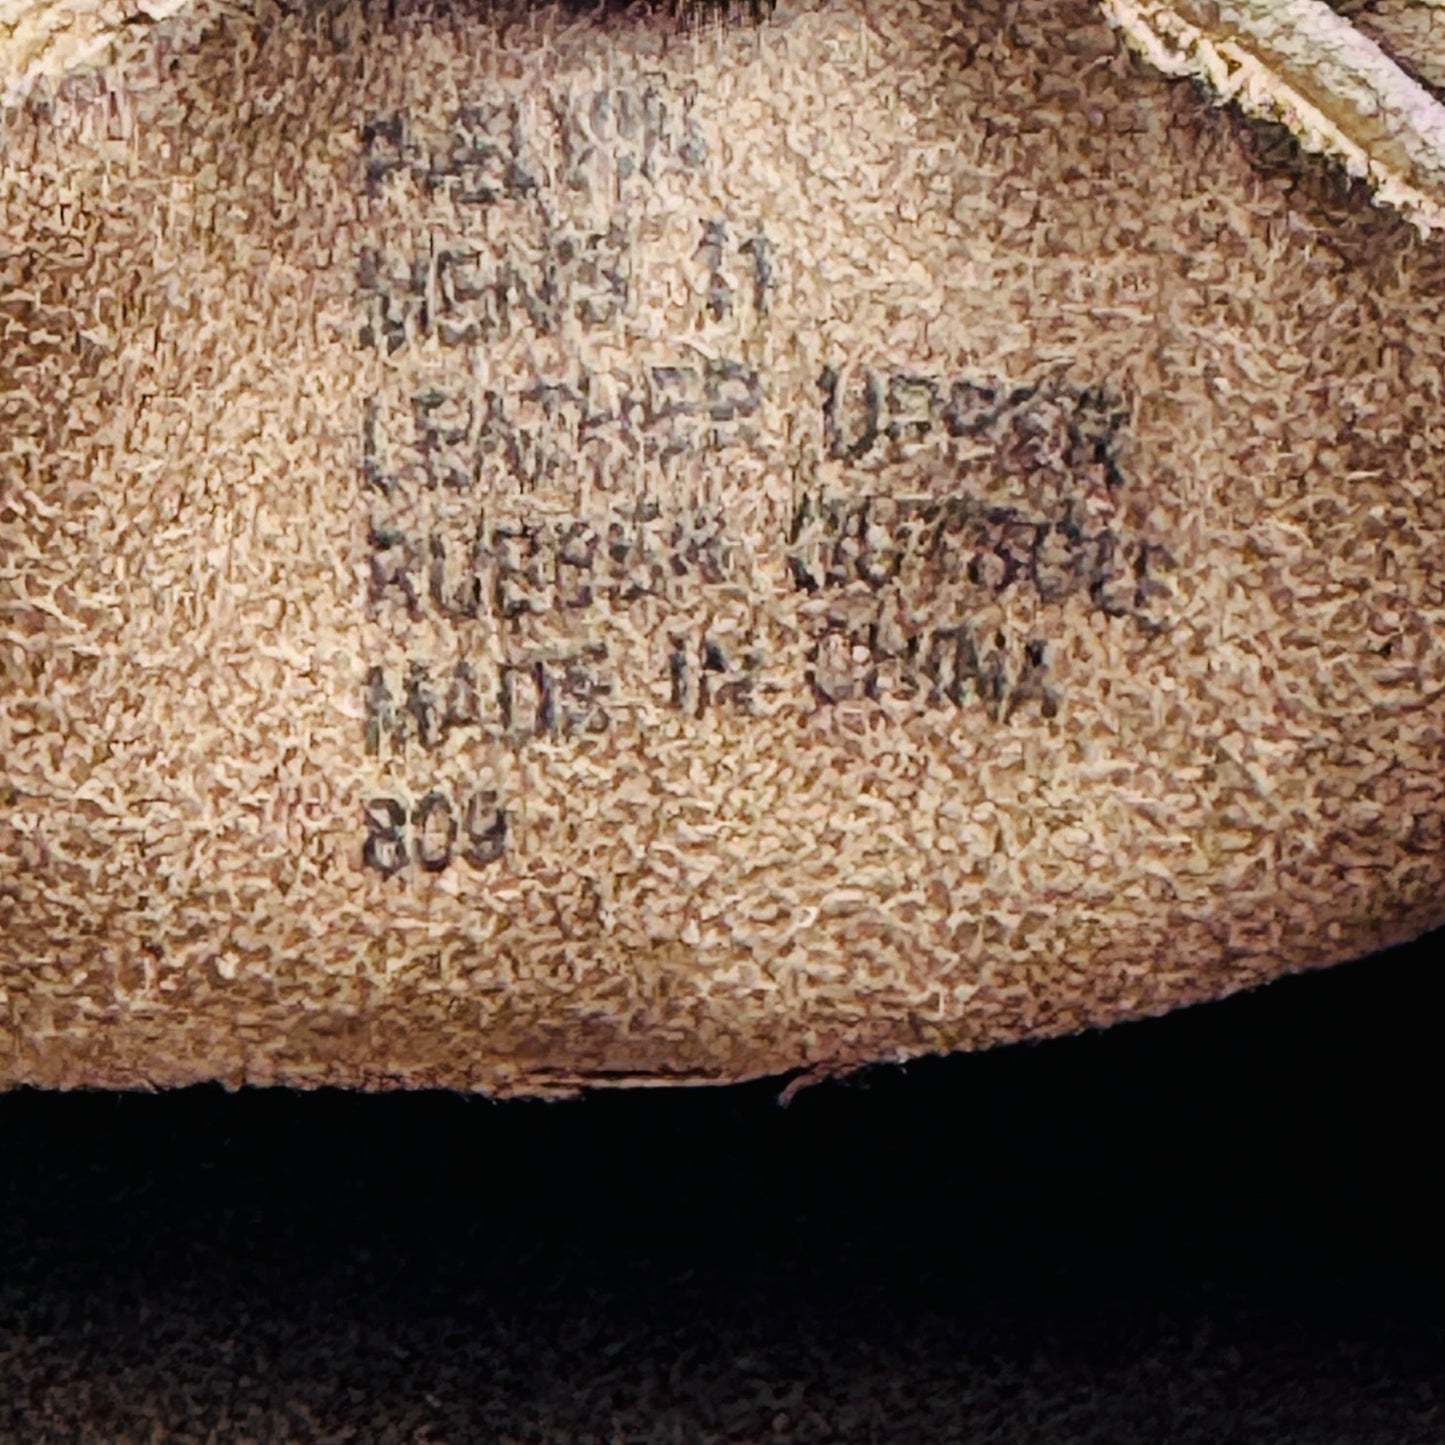 MENS 11
LEATHER UPPER
RUBBER OUTSOLE
MADE IN CHINA
809